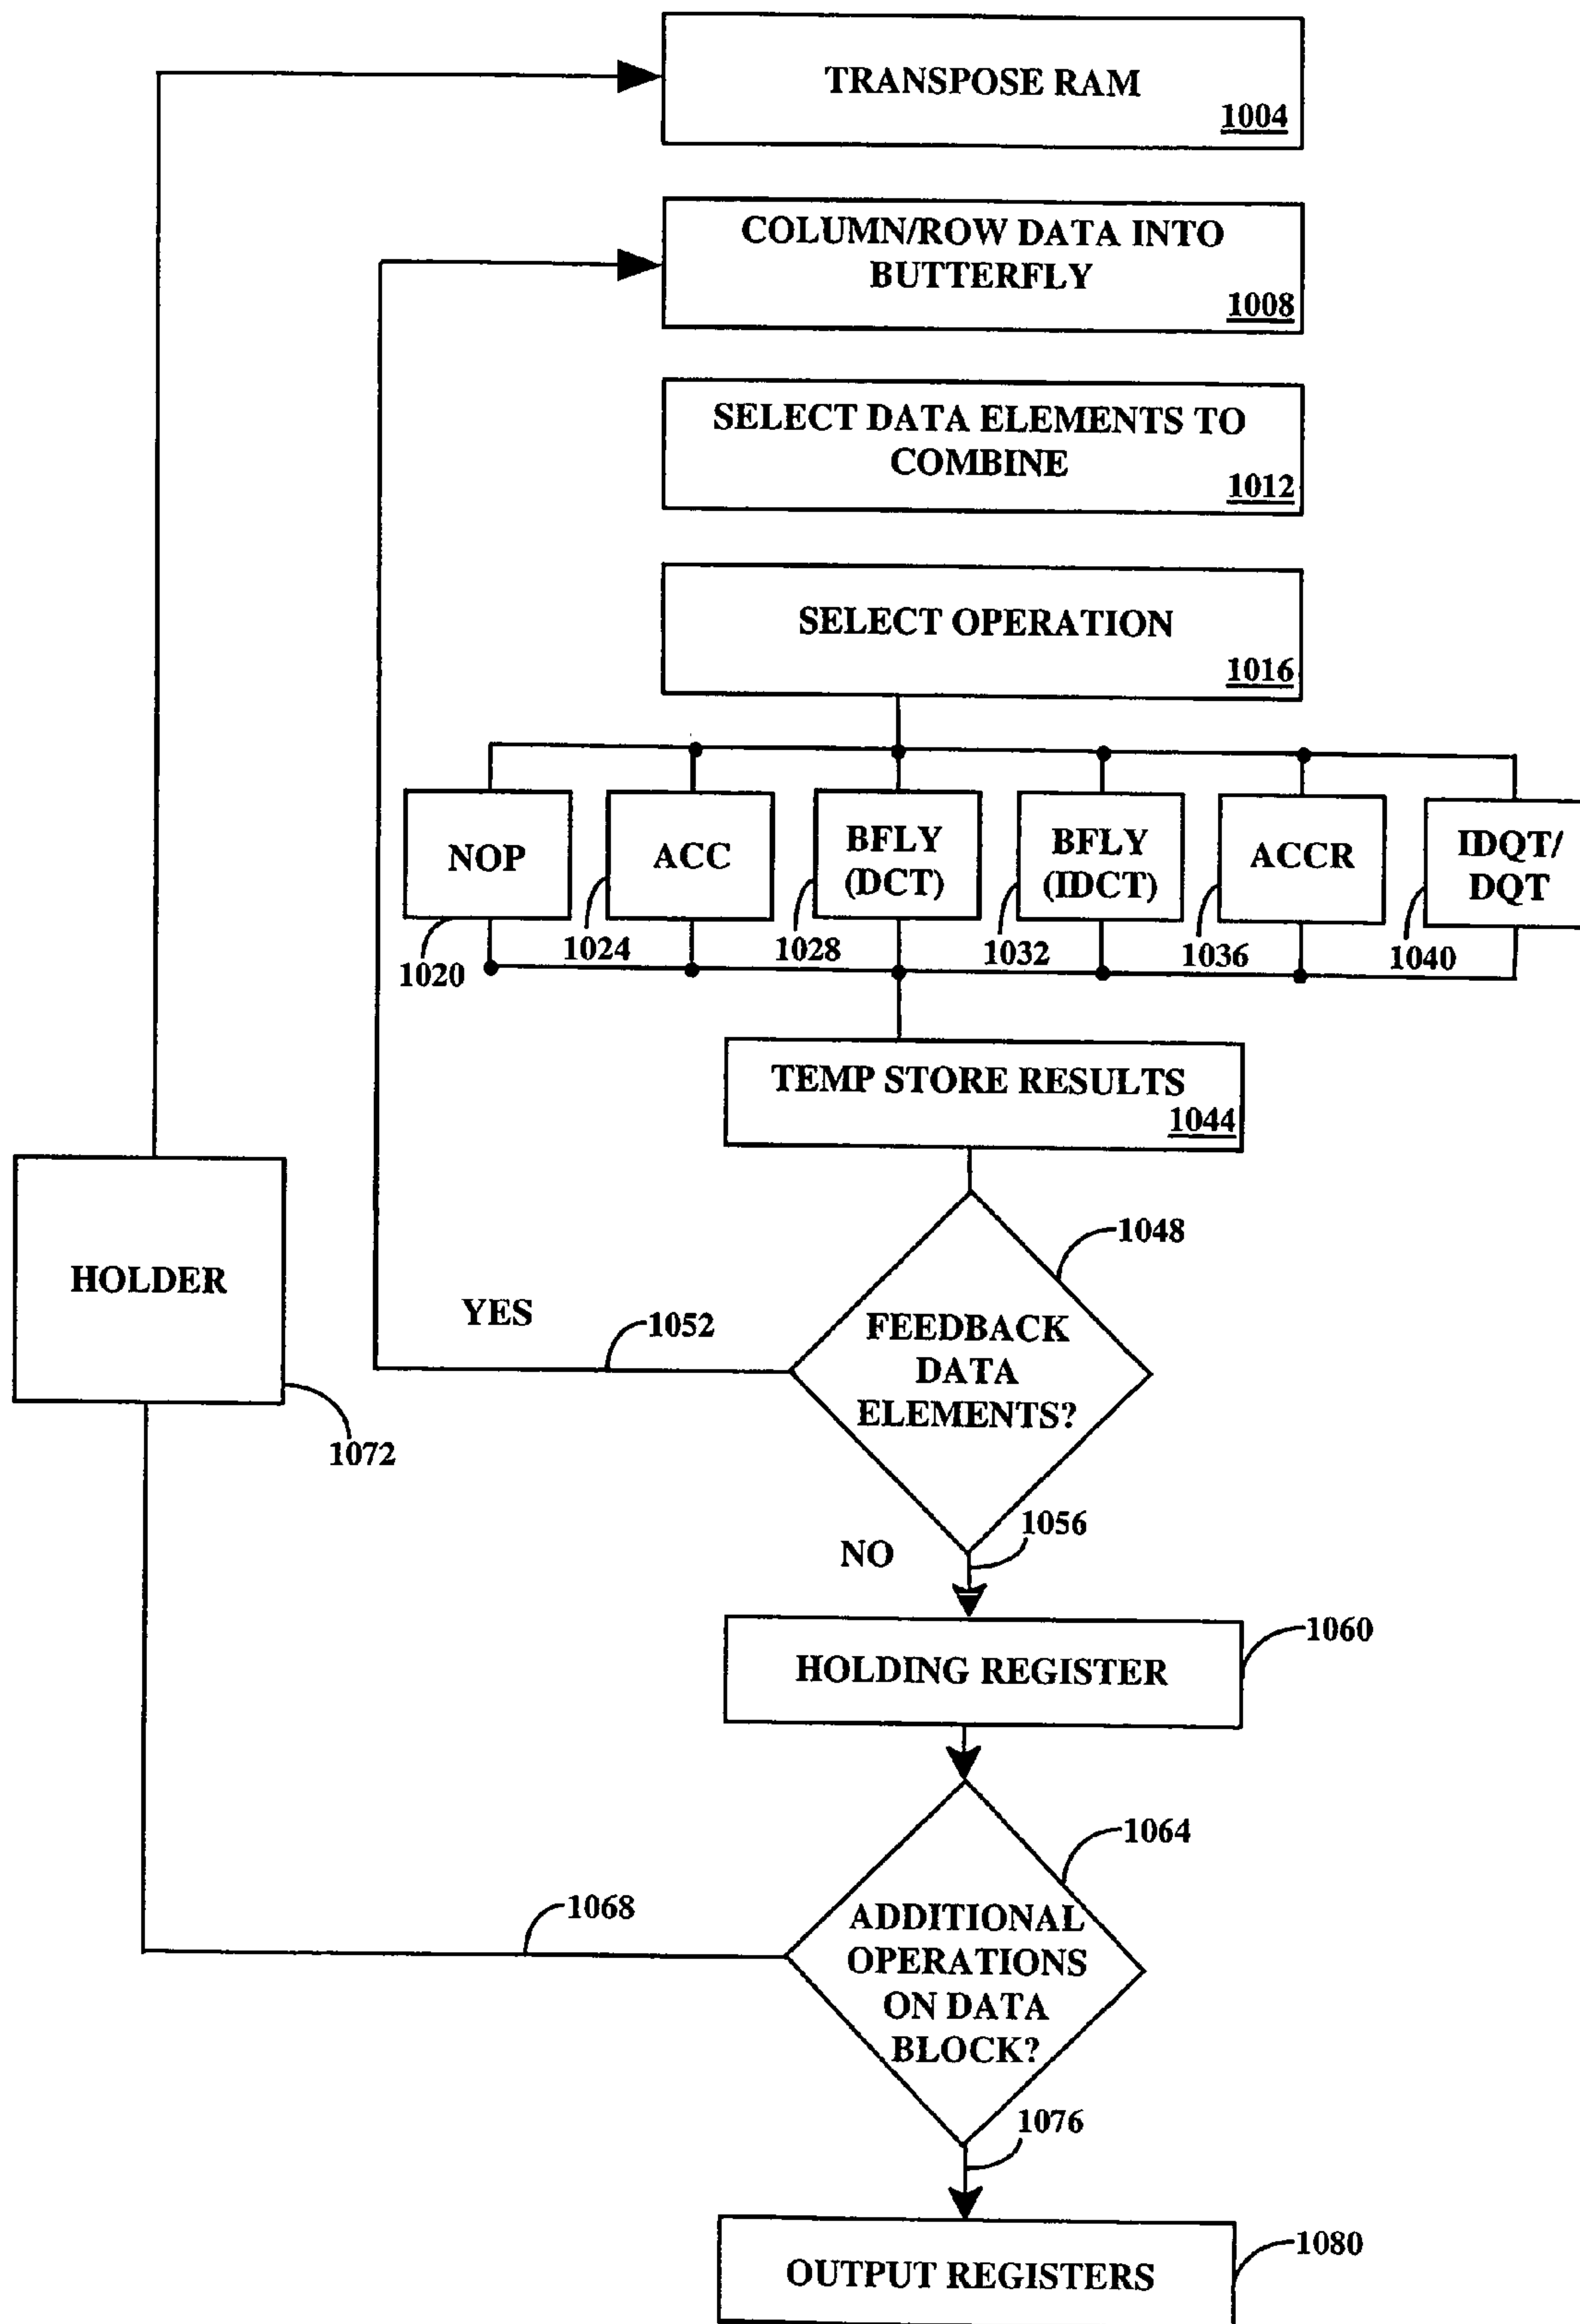 TRANSPOSE RAM
1004
COLUMN/ROW DATA INTO
BUTTERFLY
1008
SELECT DATA ELEMENTS TO
COMBINE
1012
SELECT OPERATION
1016
NOP
1020
ACC
1024
BFLY
(DCT)
1028
BFLY
(IDCT)
1032
ACCR
1036
IDQT/
DQT
1040
TEMP STORE RESULTS
1044
1048
FEEDBACK
DATA
ELEMENTS?
YES
1052
HOLDER
1072
NO
1056
HOLDING REGISTER
1060
1064
ADDITIONAL
OPERATIONS
ON DATA
BLOCK?
1068
1076
OUTPUT REGISTERS
1080